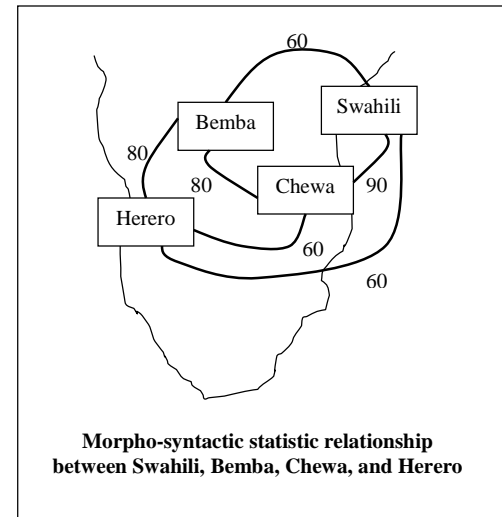 60
Swahili
Bemba
80
80
Chewa
90
Herero
60
60
Morpho-syntactic statistic relationship
between Swahili, Bemba, Chewa, and Herero